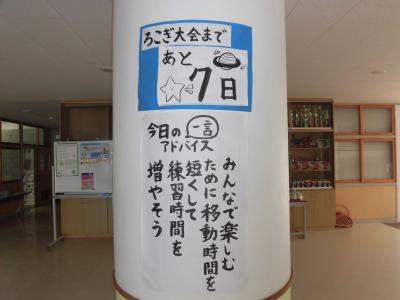 ろこぎ大会まで
あと
7日
今日の一言
アドバイス
みんなで楽しむ
ために移動時間を
短くして
練習時間を
増やそう